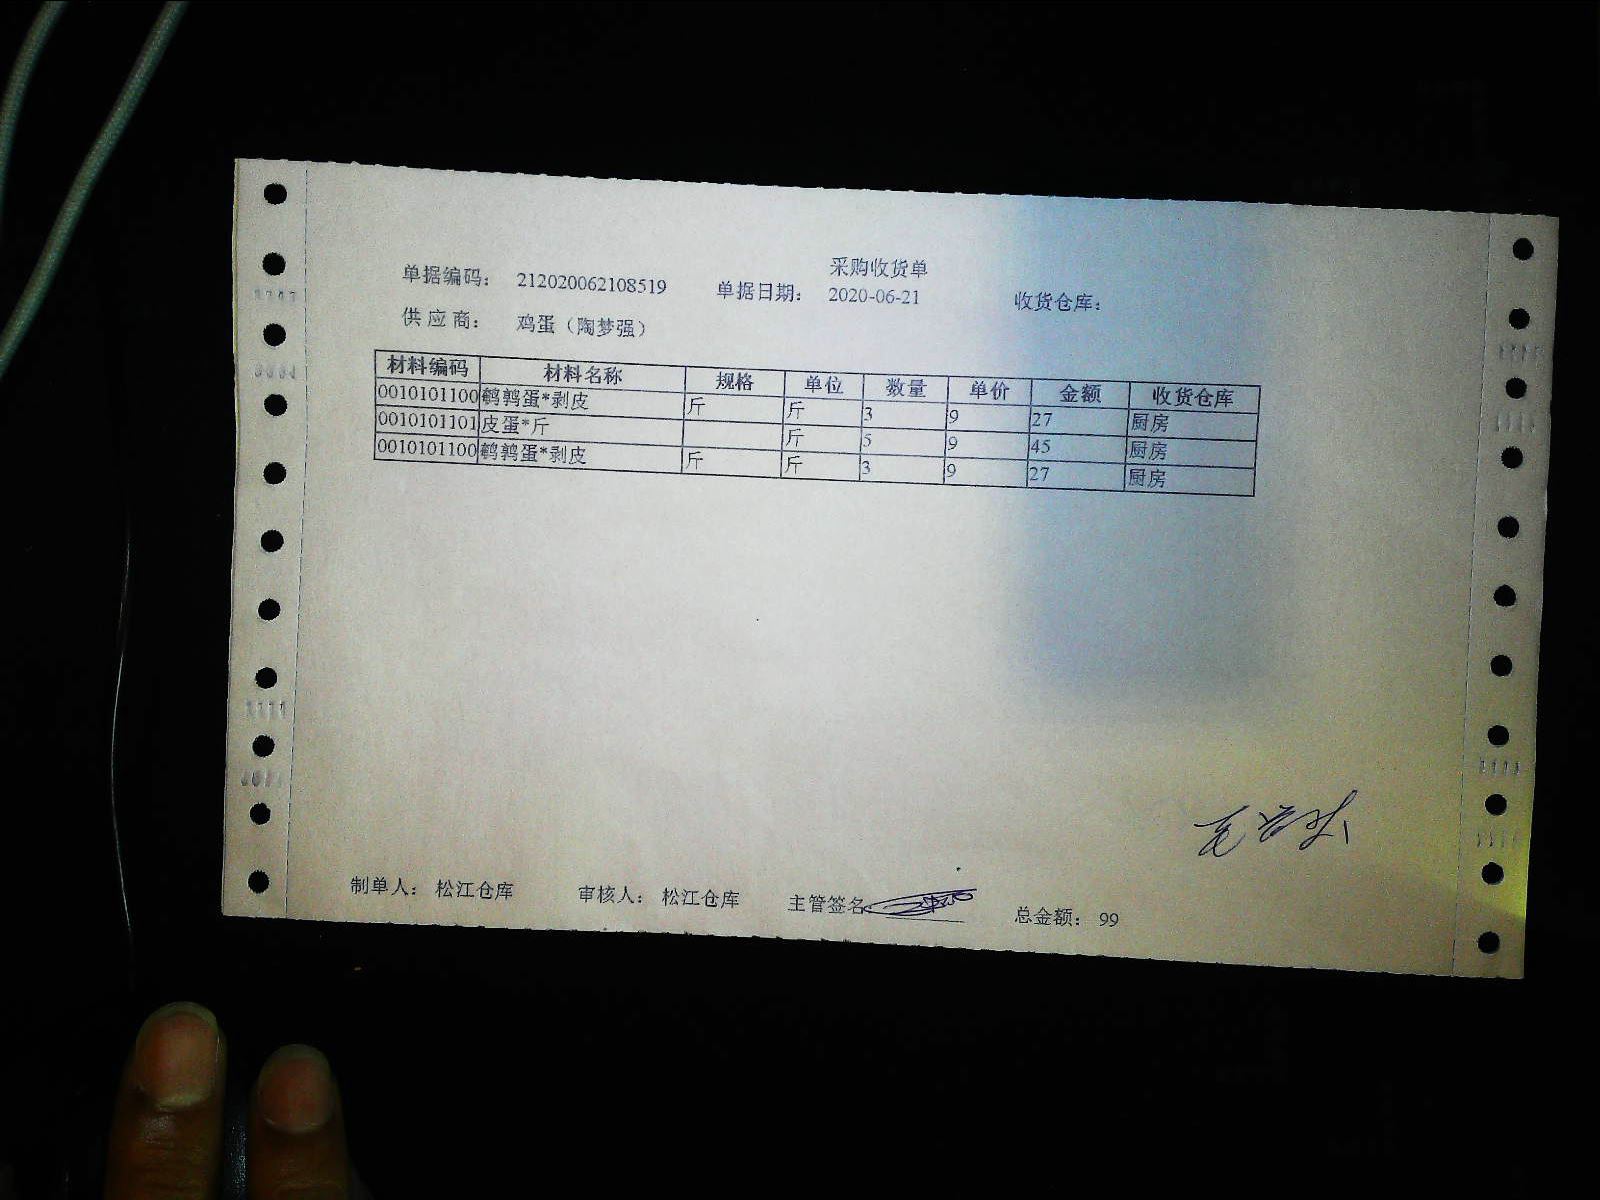 采购收货单
单据编码： 212020062108519 单据日期： 2020-06-21 收货仓库：
供 应 商： 鸡蛋（陶梦强）
材料编码 材料名称 规格 单位 数量 单价 金额 收货仓库
0010101100 鹌鹑蛋*剥皮 斤 斤 3 9 27 厨房
0010101101 皮蛋*斤 斤 5 9 45 厨房
0010101100 鹌鹑蛋*剥皮 斤 斤 3 9 27 厨房
制单人： 松江仓库 审核人： 松江仓库 主管签名： 总金额： 99